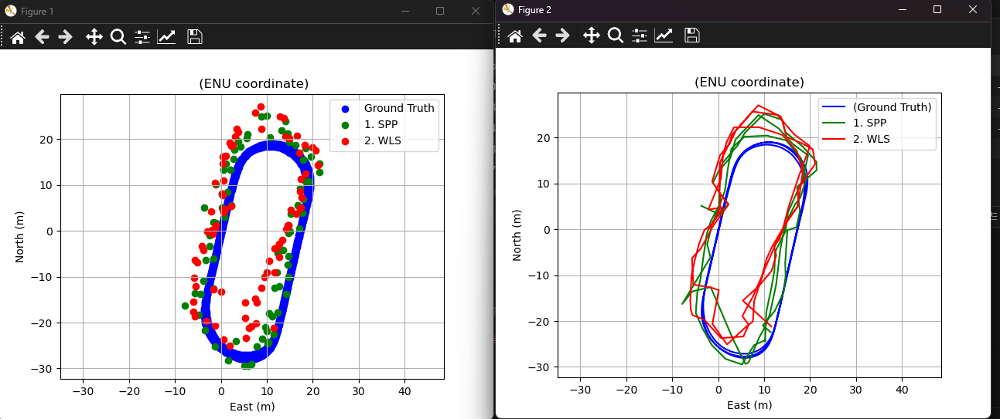 Figure 1
(ENU coordinate)
Ground Truth
1. SPP
2. WLS
20
10
0
−10
−20
−30
North (m)
−30 −20 −10 0 10 20 30 40
East (m)
Figure 2
(ENU coordinate)
(Ground Truth)
1. SPP
2. WLS
20
10
0
−10
−20
−30
North (m)
−30 −20 −10 0 10 20 30 40
East (m)